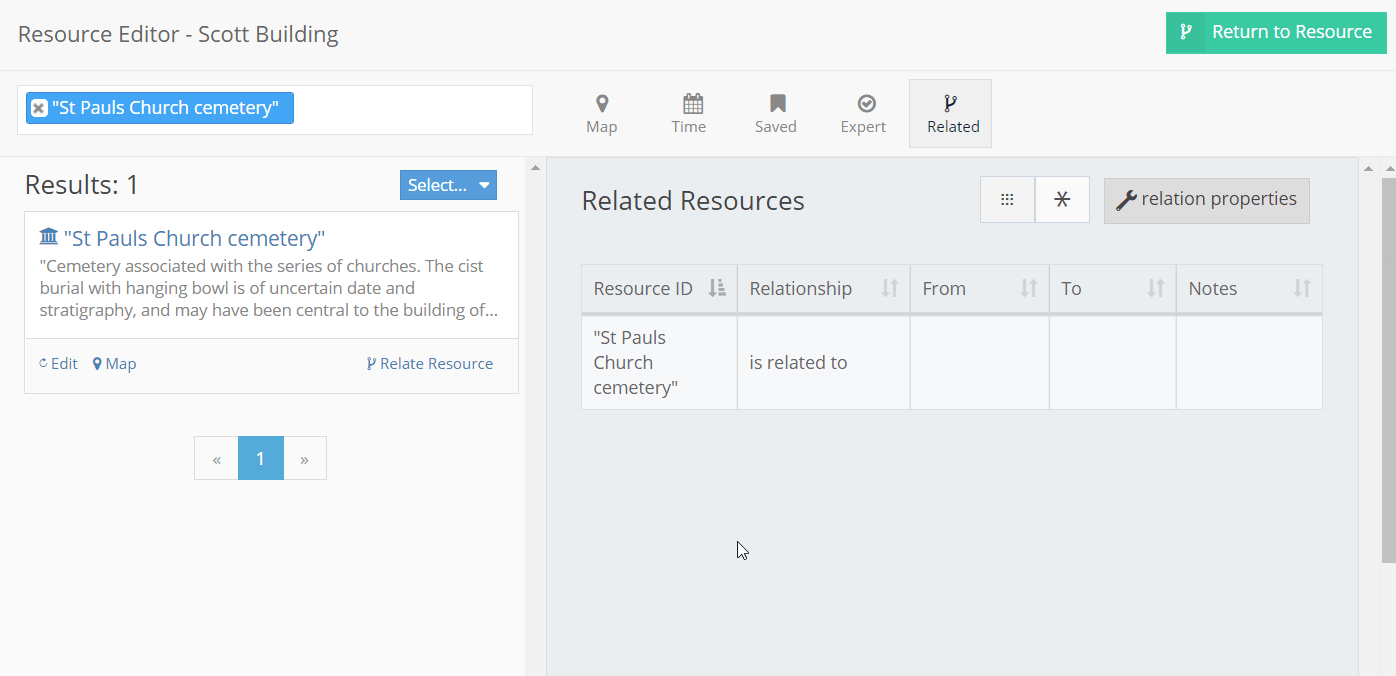 Resource Editor - Scott Building
Return to Resource
"St Pauls Church cemetery"
Map
Time
Saved
Expert
Related
Results: 1
Select...
"St Pauls Church cemetery"
"Cemetery associated with the series of churches. The cist
burial with hanging bowl is of uncertain date and
stratigraphy, and may have been central to the building of...
Edit
Map
Relate Resource
«
1
»
Related Resources
relation properties
Resource ID
Relationship
From
To
Notes
"St Pauls
Church
cemetery"
is related to